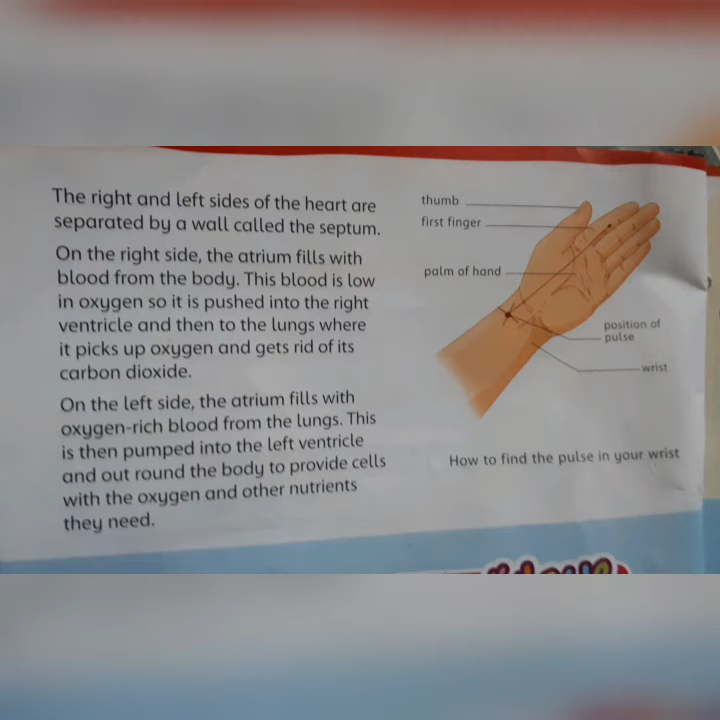 The right and left sides of the heart are
separated by a wall called the septum.
On the right side, the atrium fills with
blood from the body. This blood is low
in oxygen so it is pushed into the right
ventricle and then to the lungs where
it picks up oxygen and gets rid of its
carbon dioxide.
On the left side, the atrium fills with
oxygen-rich blood from the lungs. This
is then pumped into the left ventricle
and out round the body to provide cells
with the oxygen and other nutrients
they need.
thumb
first finger
palm of hand
position of
pulse
wrist
How to find the pulse in your wrist